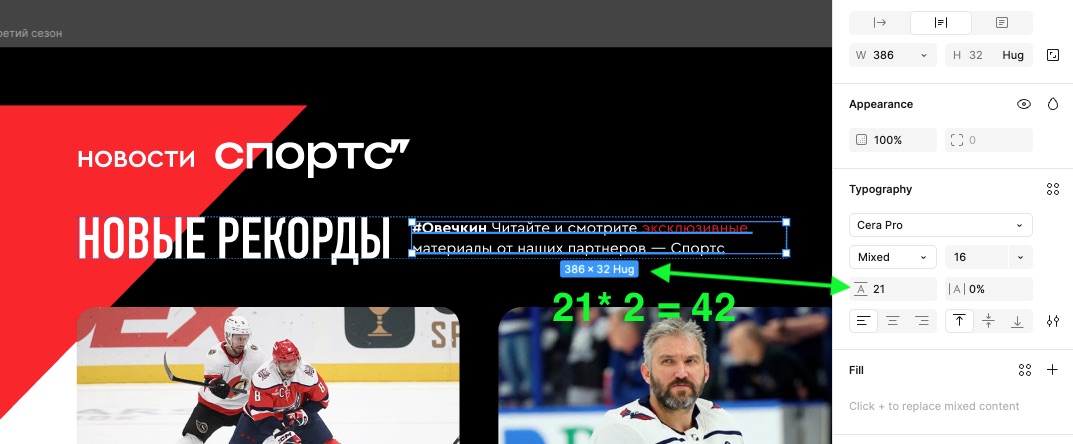 ретий сезон
W 386
H 32 Hug
Appearance
100%
0
НОВОСТИ спортс”
Typography
НОВЫЕ РЕКОРДЫ
#Овечкин Читайте и смотрите эксклюзивные
материалы от наших партнеров — Спортс
Cera Pro
Mixed
16
386 × 32 Hug
A 21
|A| 0%
21* 2 = 42
SP
8
Fill
Click + to replace mixed content